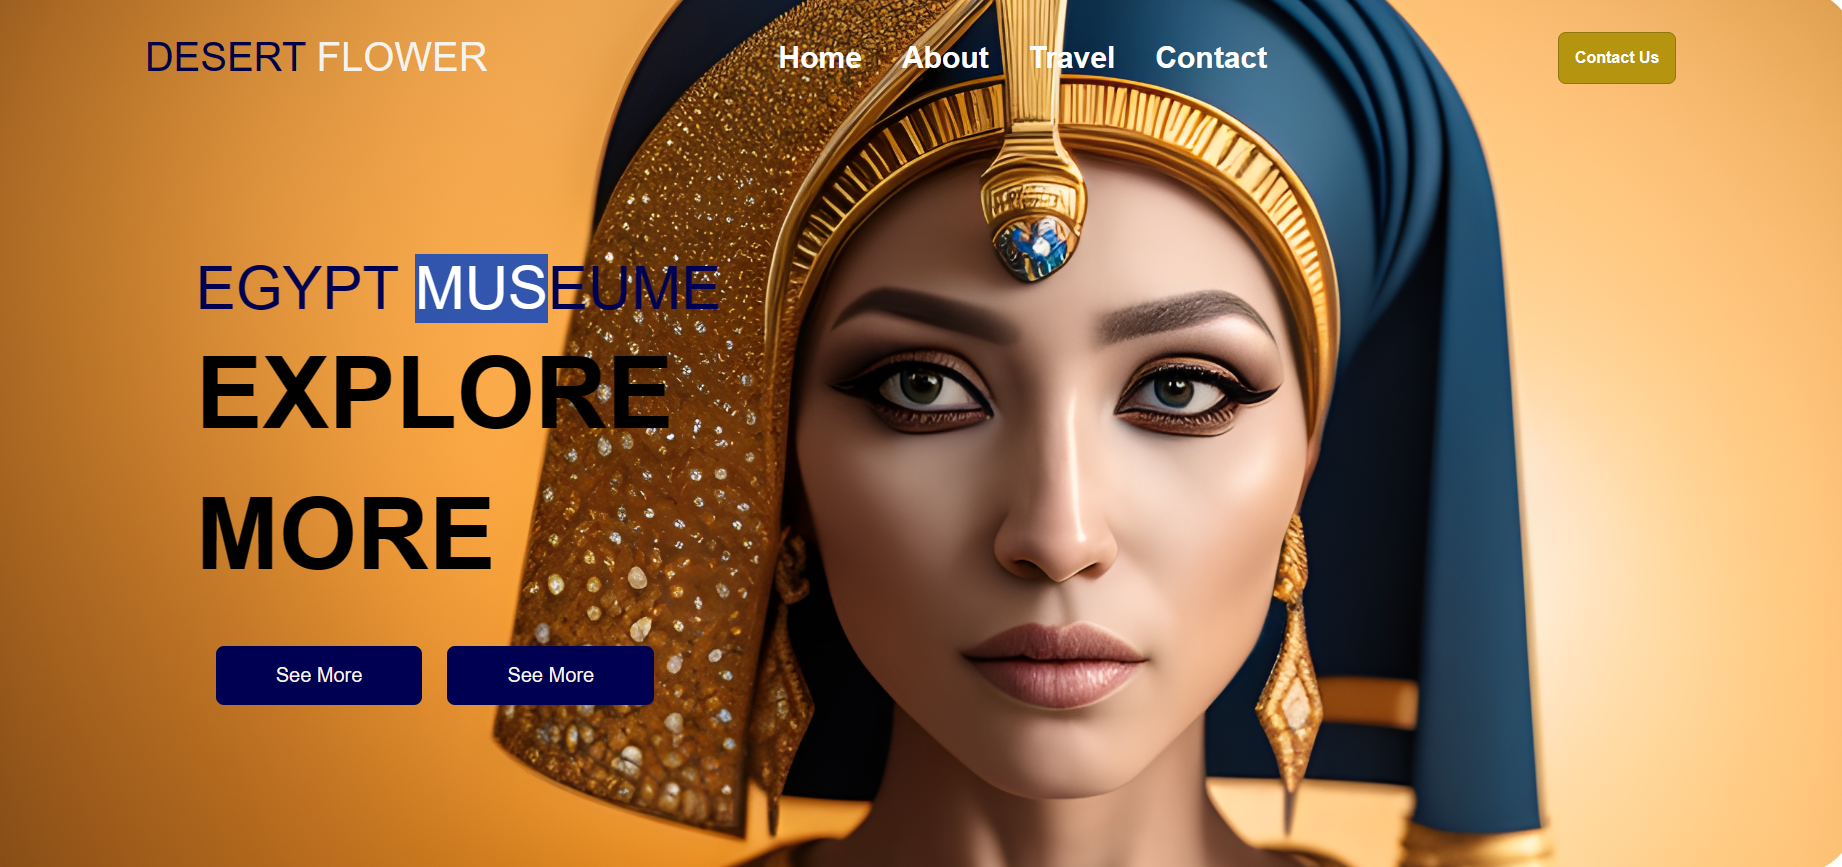 DESERT FLOWER
Home About Travel Contact
Contact Us
EGYPT MUSEUME
EXPLORE
MORE
See More See More